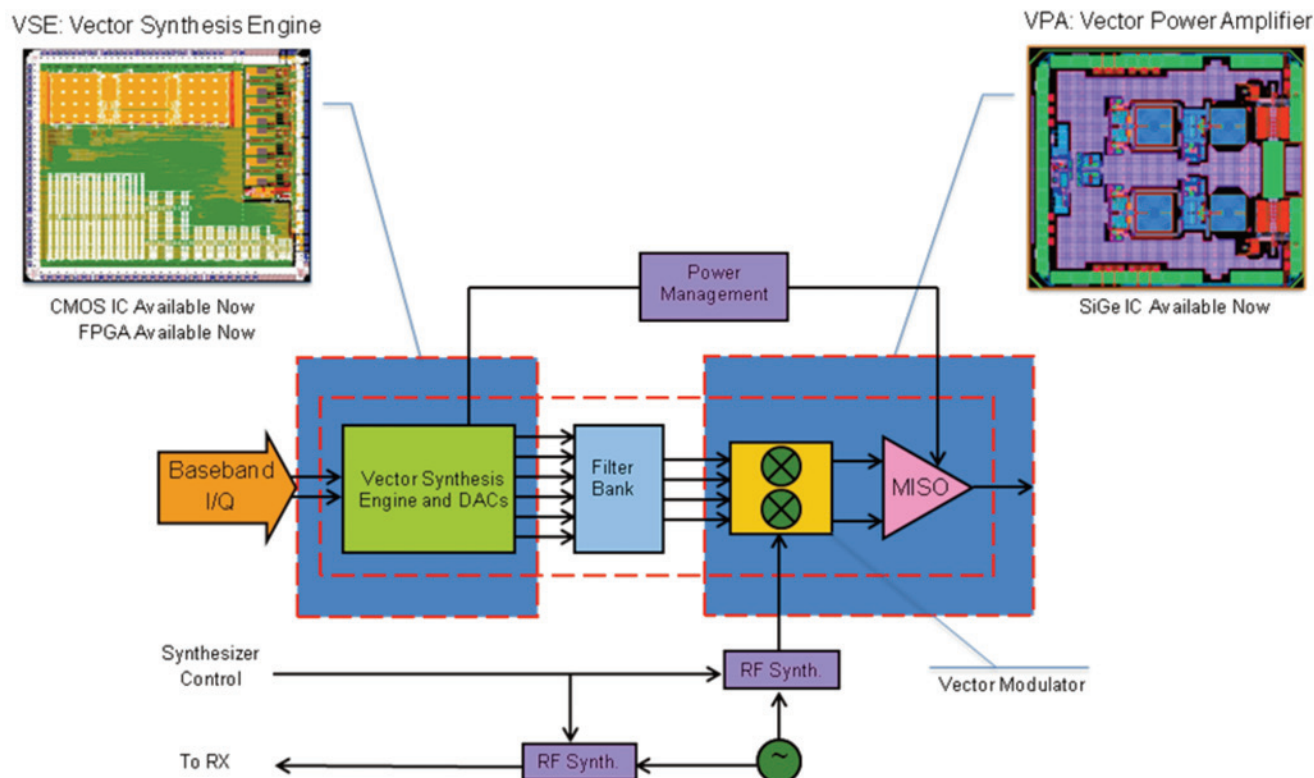 VSE: Vector Synthesis Engine
VPA: Vector Power Amplifier
CMOS IC Available Now
FPGA Available Now
SiGe IC Available Now
Power
Management
Baseband
I/Q
Vector Synthesis
Engine and DACs
Filter
Bank
MISO
Synthesizer
Control
RF Synth.
Vector Modulator
To RX
RF Synth.
~